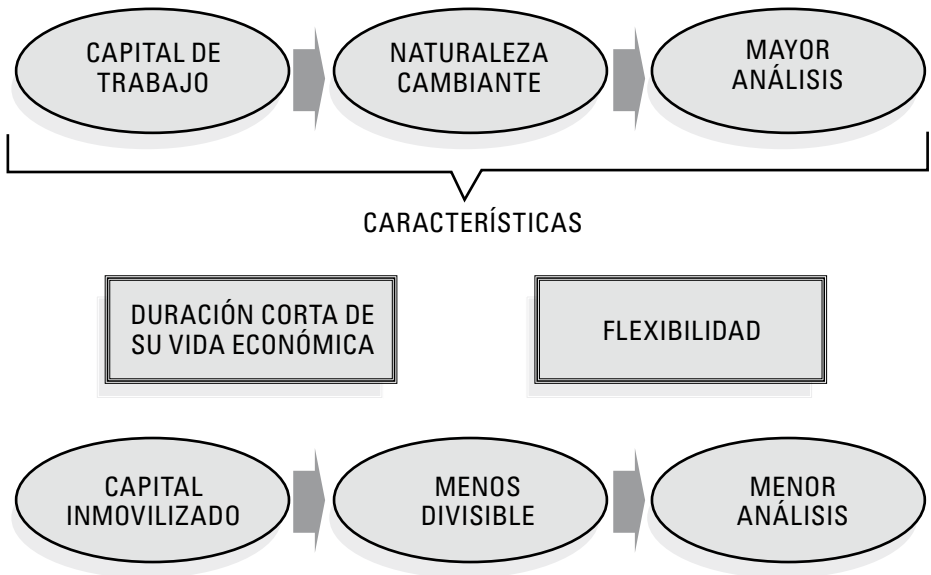 CAPITAL DE
TRABAJO
NATURALEZA
CAMBIANTE
MAYOR
ANÁLISIS
CARACTERÍSTICAS
DURACIÓN CORTA DE
SU VIDA ECONÓMICA
FLEXIBILIDAD
CAPITAL
INMOVILIZADO
MENOS
DIVISIBLE
MENOR
ANÁLISIS